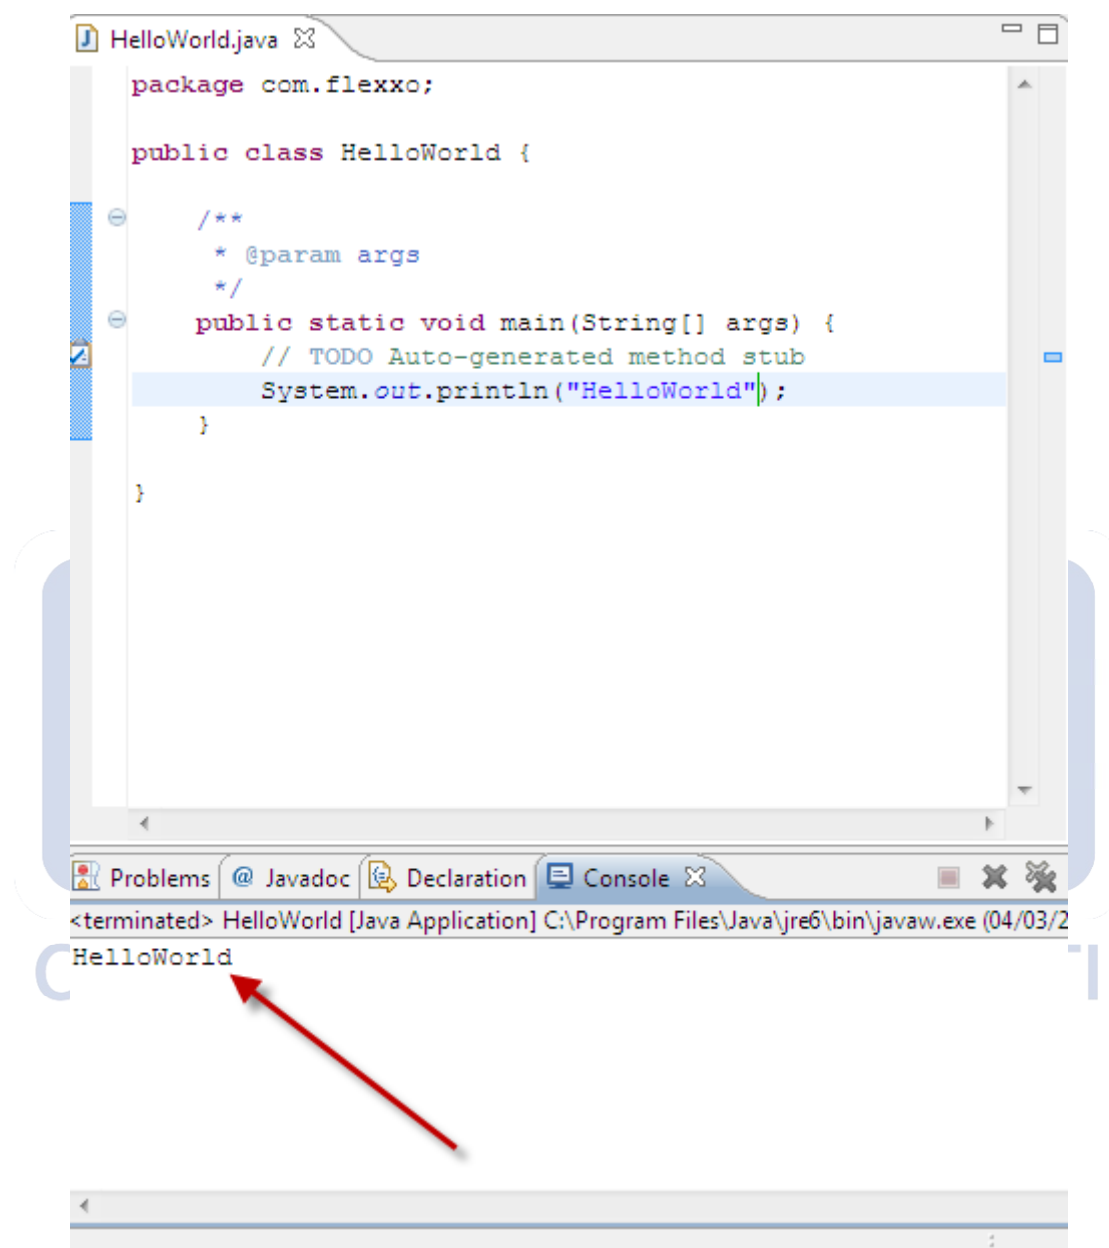 HelloWorld.java
package com.flexxo;
public class HelloWorld {
/**
* @param args
*/
public static void main(String[] args) {
// TODO Auto-generated method stub
System.out.println("HelloWorld");
}
}
Problems @ Javadoc Declaration Console
<terminated> HelloWorld [Java Application] C:\Program Files\Java\jre6\bin\javaw.exe (04/03/2
HelloWorld